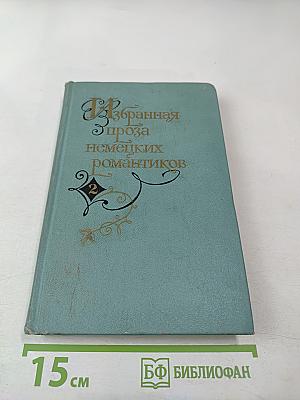 Избранная
проза
немецких
романтиков
2
15 см
БФ БИБЛИОФАН